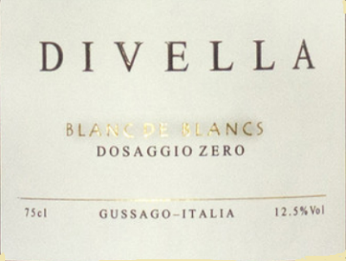 DIVELLA
BLANC DE BLANCS
DOSAGGIO ZERO
75cl GUSSAGO-ITALIA 12.5%Vol